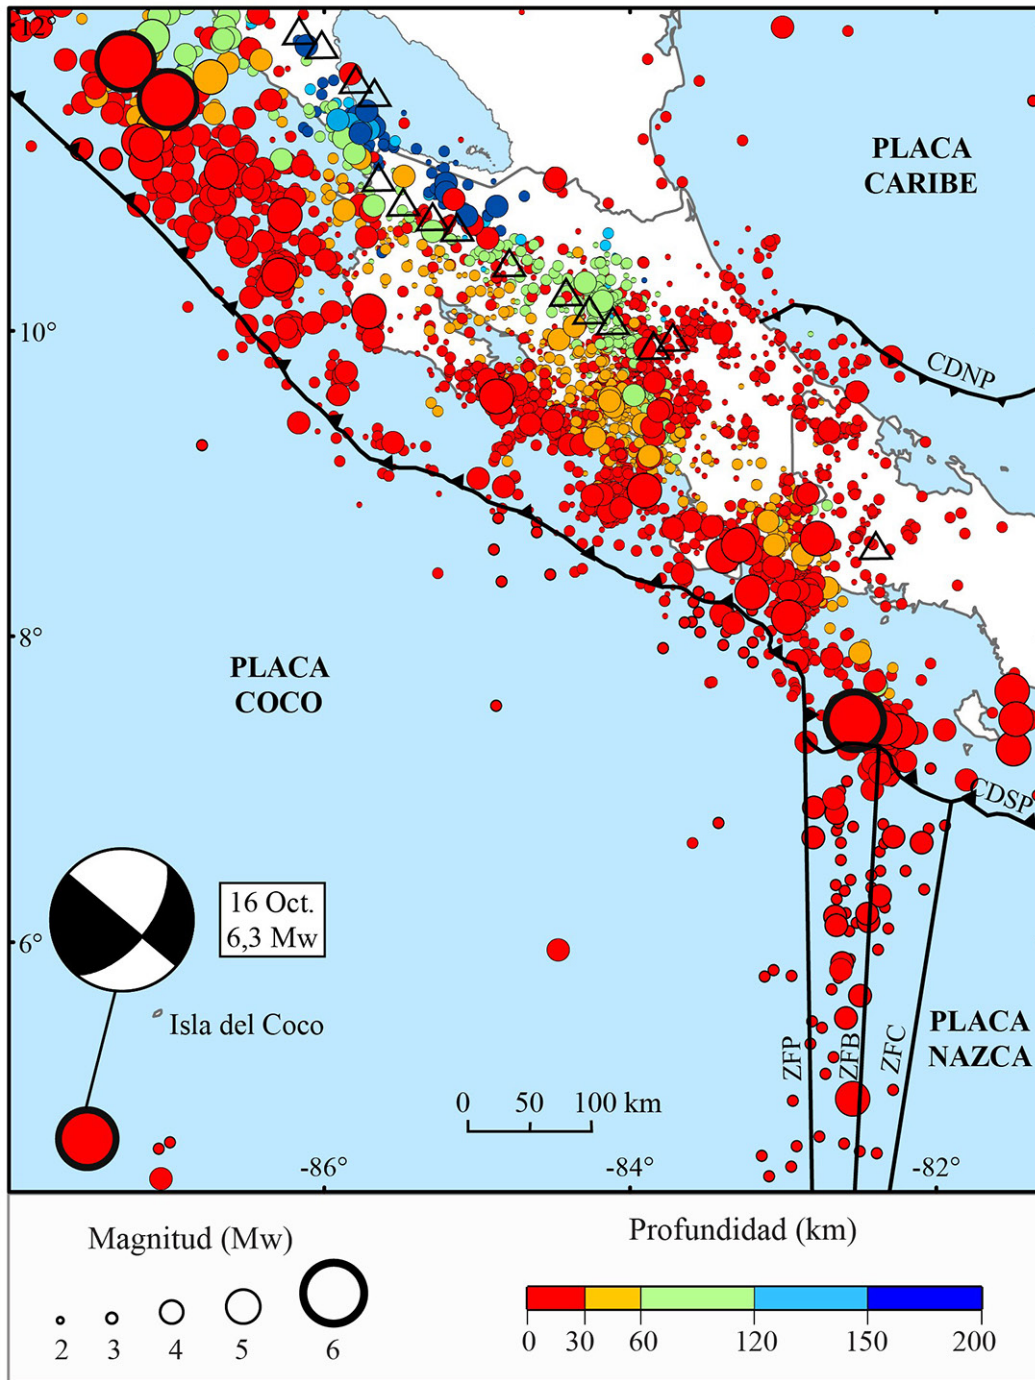 12°
PLACA
CARIBE
10°
CDNP
8°
PLACA
COCO
CDSP
16 Oct.
6,3 Mw
6°
Isla del Coco
PLACA
NAZCA
ZFP
ZFB
ZFC
0 50 100 km
-86° -84° -82°
Magnitud (Mw)
2 3 4 5 6
Profundidad (km)
0 30 60 120 150 200